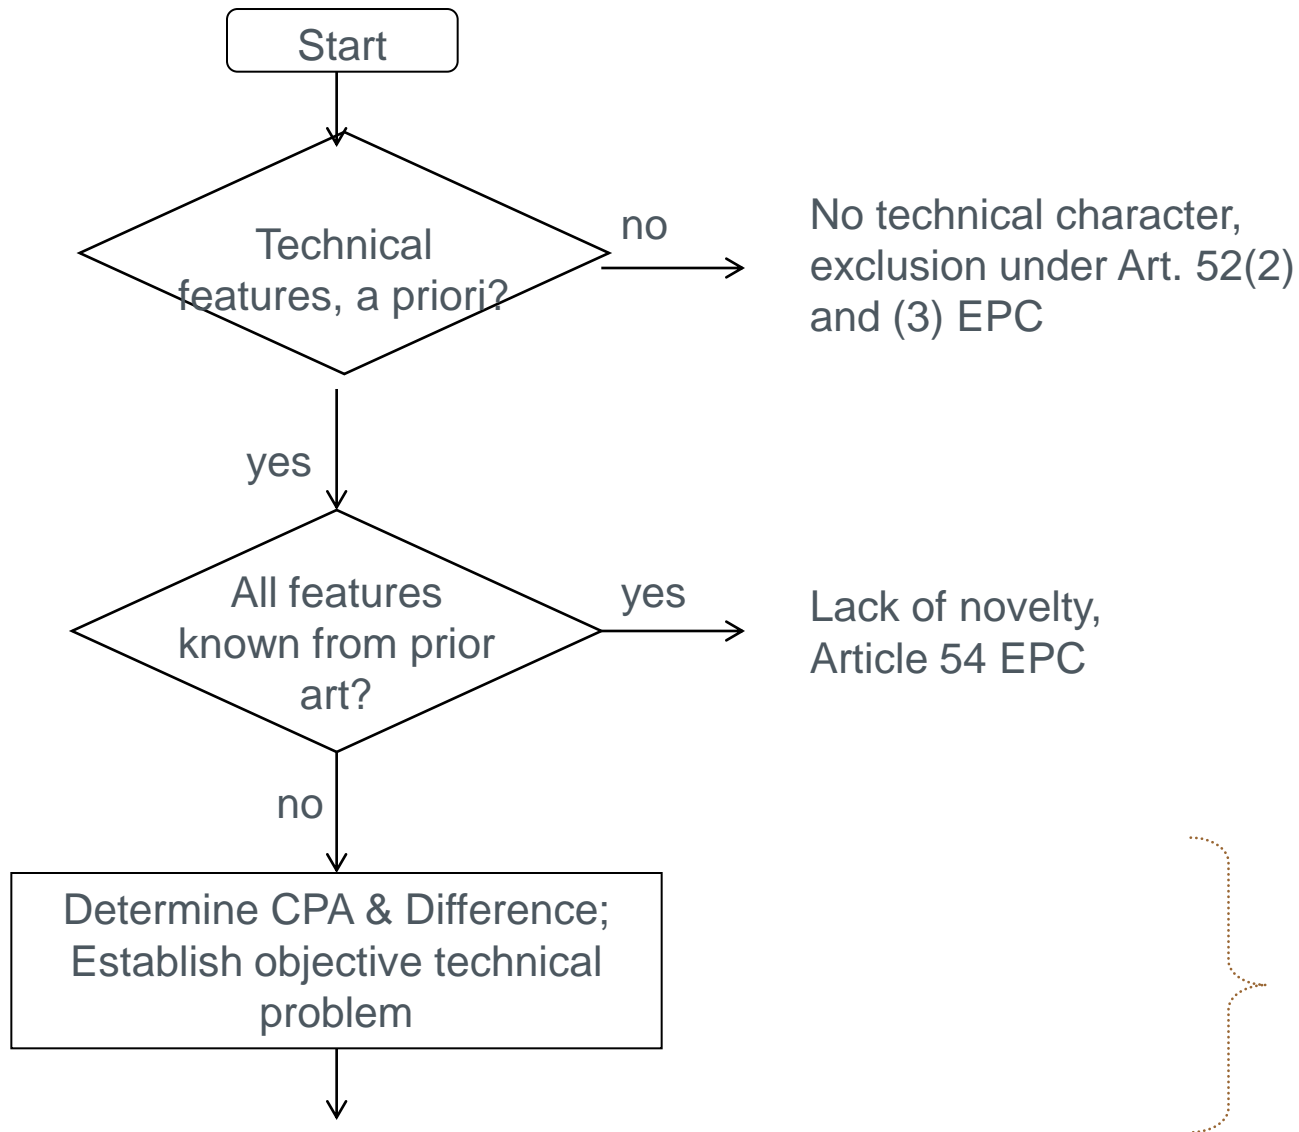 Start
Technical
features, a priori?
no
No technical character,
exclusion under Art. 52(2)
and (3) EPC
yes
All features
known from prior
art?
yes
Lack of novelty,
Article 54 EPC
no
Determine CPA & Difference;
Establish objective technical
problem